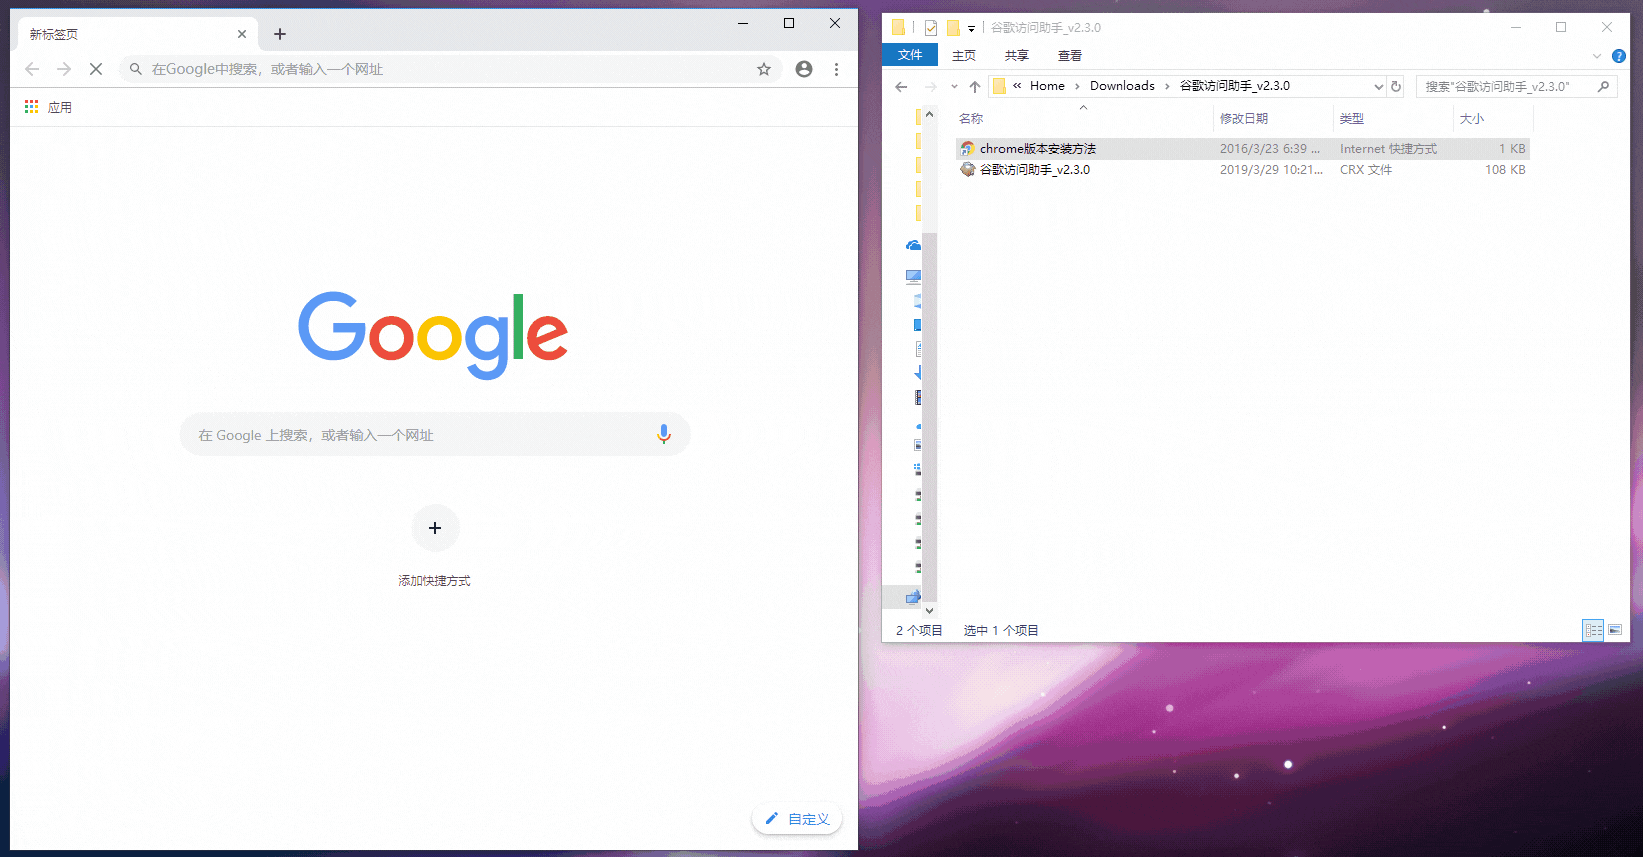 新标签页
在Google中搜索，或者输入一个网址
应用
Google
在 Google 上搜索，或者输入一个网址
添加快捷方式
自定义
谷歌访问助手_v2.3.0
文件 主页 共享 查看
« Home › Downloads › 谷歌访问助手_v2.3.0
搜索"谷歌访问助手_v2.3.0"
名称 修改日期 类型 大小
chrome版本安装方法 2016/3/23 6:39 ... Internet 快捷方式 1 KB
谷歌访问助手_v2.3.0 2019/3/29 10:21... CRX 文件 108 KB
2 个项目 选中 1 个项目